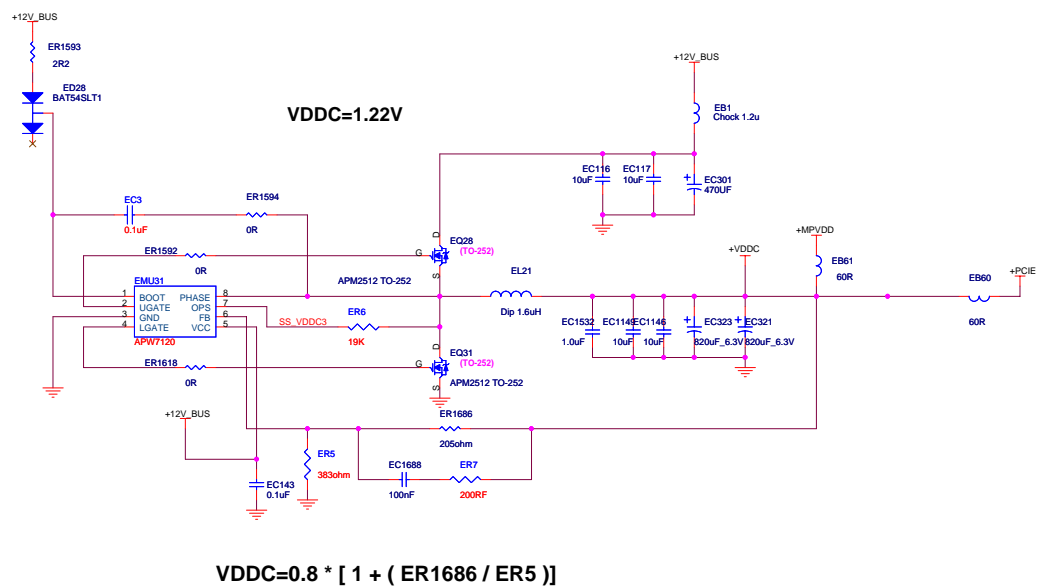 +12V_BUS
ER1593
2R2
ED28
BAT54SLT1
VDDC=1.22V
+12V_BUS
EB1
Chock 1.2u
EC116
10uF
EC117
10uF
EC301
470UF
EC3
0.1uF
ER1594
0R
ER1592
0R
D
G
S
EQ28
(TO-252)
APM2512 TO-252
EMU31
1 BOOT PHASE 8
2 UGATE OPS 7
3 GND FB 6
4 LGATE VCC 5
APW7120
SS_VDDC3
ER6
19K
EL21
Dip 1.6uH
+VDDC
+MPVDD
EB61
60R
EB60
60R
+PCIE
EC1532
1.0uF
EC1149
10uF
EC1146
10uF
EC323
820uF_6.3V
EC321
820uF_6.3V
ER1618
0R
D
G
S
EQ31
(TO-252)
APM2512 TO-252
+12V_BUS
EC143
0.1uF
ER5
383ohm
ER1686
205ohm
EC1688
100nF
ER7
200RF
VDDC=0.8 * [ 1 + ( ER1686 / ER5 )]